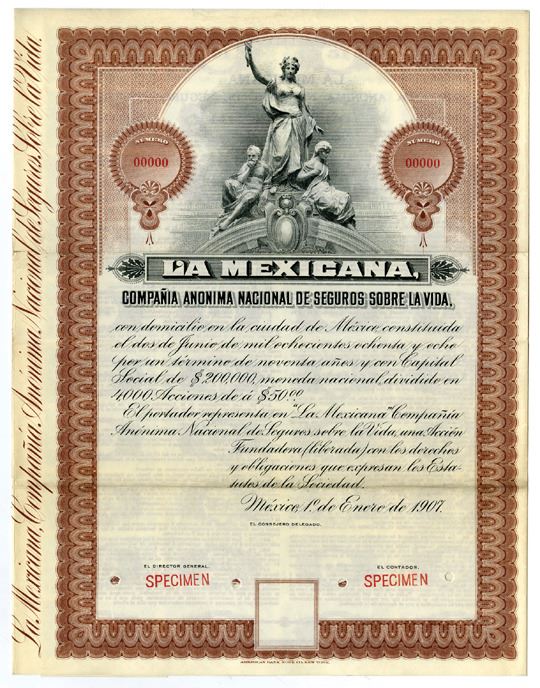 La Mexicana, Compañía Anónima Nacional de Seguros Sobre la Vida.
NUMERO
00000
NUMERO
00000
LA MEXICANA,
COMPAÑIA ANONIMA NACIONAL DE SEGUROS SOBRE LA VIDA,
con domicilio en la ciudad de México, constituida
el dos de Junio de mil ochocientos ochenta y ocho
por un término de noventa años y con Capital
Social de $200,000, moneda nacional, dividido en
4000 Acciones de á $50.00
El portador representa en "La Mexicana" Compañía
Anónima Nacional de Seguros sobre la Vida, una Acción
Fundadora (liberada) con los derechos
y obligaciones que expresan los Esta-
tutos de la Sociedad.
México, 1º de Enero de 1907.
EL CONSEJERO DELEGADO.
EL DIRECTOR GENERAL,
SPECIMEN
EL CONTADOR,
SPECIMEN
AMERICAN BANK NOTE CO. NEW YORK.